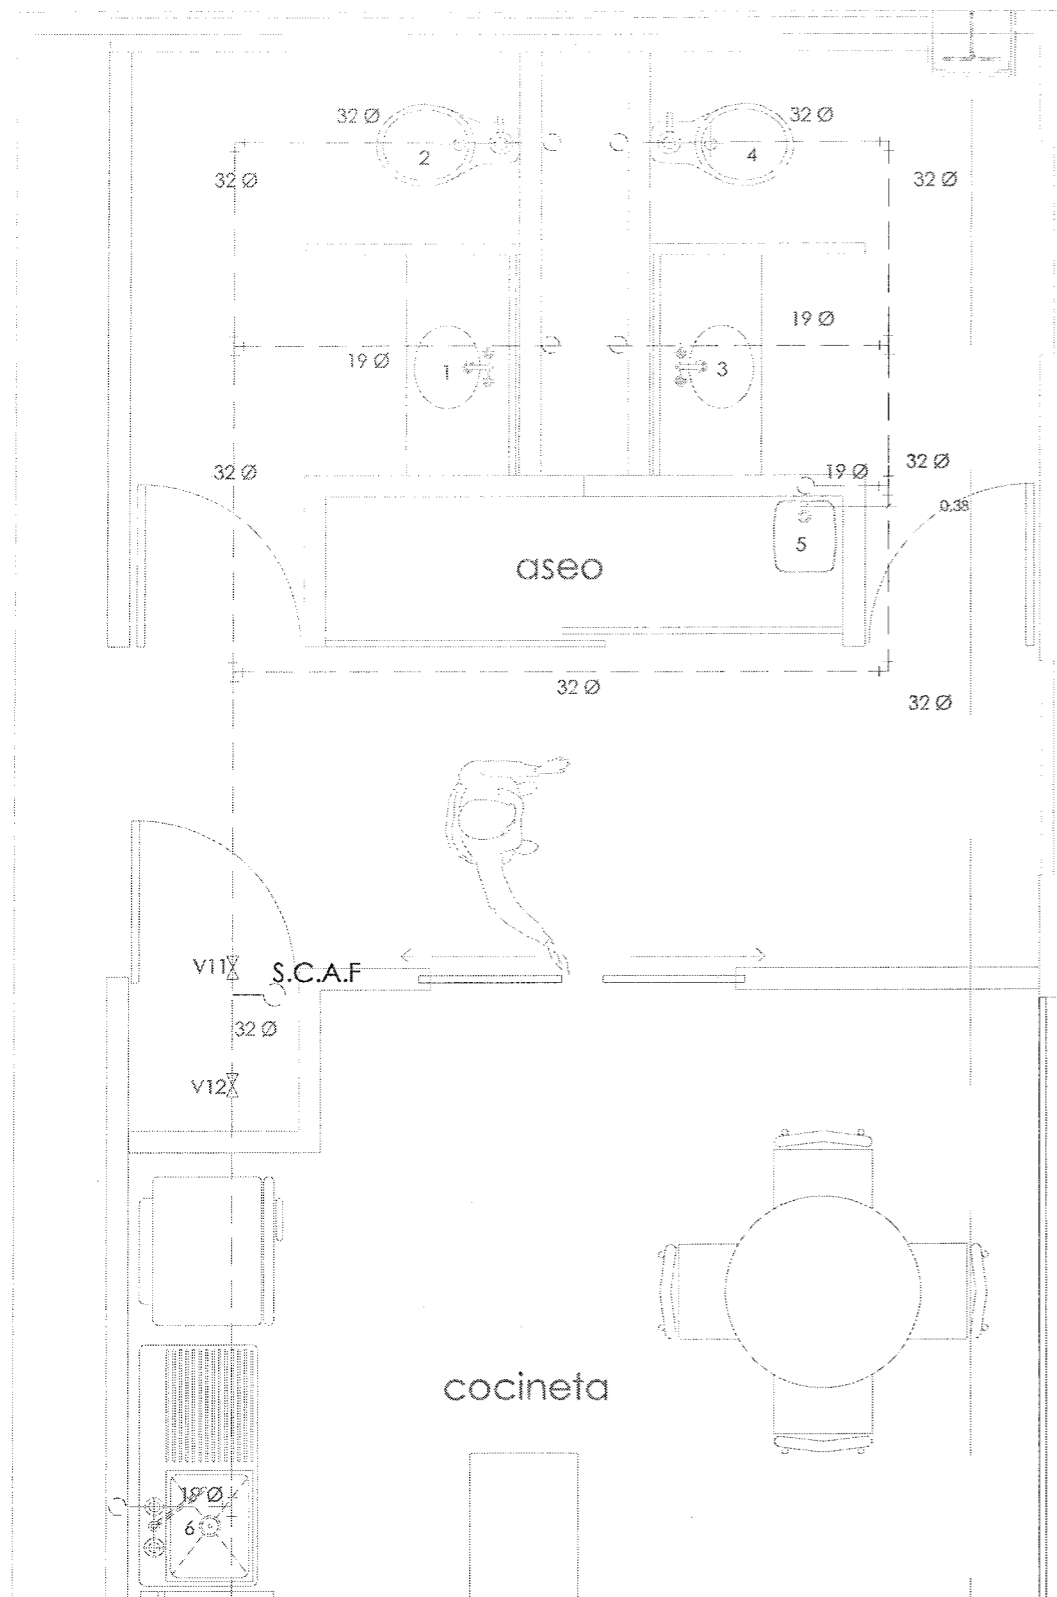 32 Ø
32 Ø
2
4
32 Ø
32 Ø
19 Ø
19 Ø
1
3
32 Ø
19 Ø
32 Ø
0.38
5
aseo
32 Ø
32 Ø
V11
S.C.A.F
32 Ø
V12
cocineta
19 Ø
6